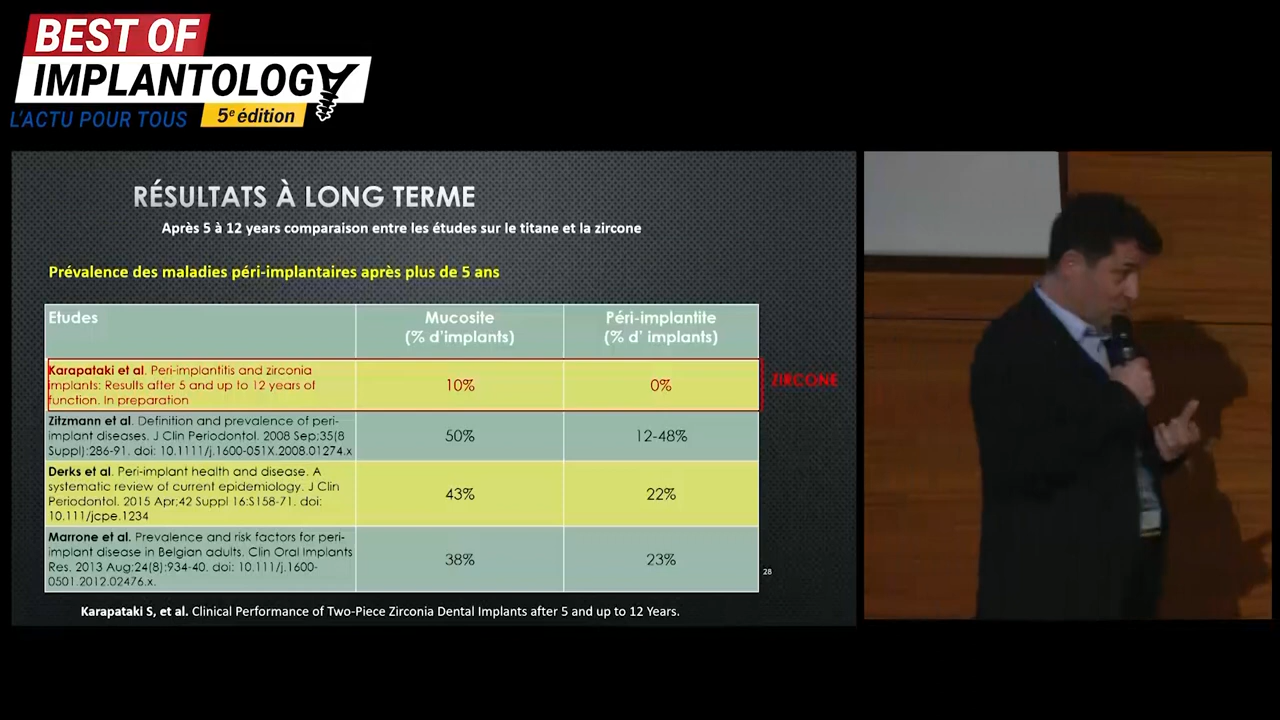 BEST OF
IMPLANTOLOGY
L'ACTU POUR TOUS
5e édition
RÉSULTATS À LONG TERME
Après 5 à 12 years comparaison entre les études sur le titane et la zircone
Prévalence des maladies péri-implantaires après plus de 5 ans
Etudes
Mucosite
(% d'implants)
Péri-implantite
(% d' implants)
Karapataki et al. Peri-implantitis and zirconia
implants: Results after 5 and up to 12 years of
function. In preparation
10%
0%
ZIRCONE
Zitzmann et al. Definition and prevalence of peri-
implant diseases. J Clin Periodontol. 2008 Sep;35(8
Suppl):286-91. doi: 10.1111/j.1600-051X.2008.01274.x
50%
12-48%
Derks et al. Peri-implant health and disease. A
systematic review of current epidemiology. J Clin
Periodontol. 2015 Apr;42 Suppl 16:S158-71. doi:
10.111/jcpe.1234
43%
22%
Marrone et al. Prevalence and risk factors for peri-
implant disease in Belgian adults. Clin Oral Implants
Res. 2013 Aug;24(8):934-40. doi: 10.111/j.1600-
0501.2012.02476.x.
38%
23%
28
Karapataki S, et al. Clinical Performance of Two-Piece Zirconia Dental Implants after 5 and up to 12 Years.